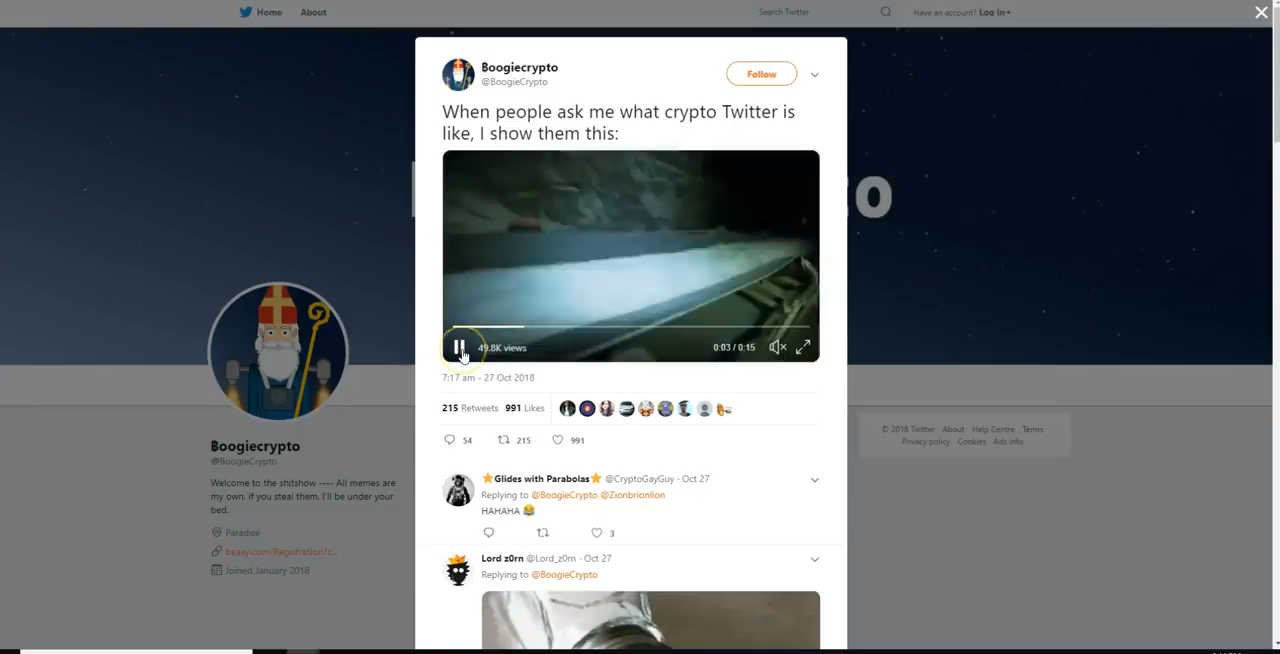 Home About Search Twitter Have an account? Log In
₿oogiecrypto
@BoogieCrypto
Follow
When people ask me what crypto Twitter is
like, I show them this:
49.8K views 0:03 / 0:15
7:17 am - 27 Oct 2018
215 Retweets 991 Likes
54 215 991
⭐Glides with Parabolas⭐ @CryptoGayGuy · Oct 27
Replying to @BoogieCrypto @Zionbrionlion
HAHAHA 😂
3
Lord z0rn @Lord_z0rn · Oct 27
Replying to @BoogieCrypto
₿oogiecrypto
@BoogieCrypto
Welcome to the shitshow ---- All memes are
my own. if you steal them. I'll be under your
bed.
Paradise
beaxy.com/Registration?c...
Joined January 2018
© 2018 Twitter About Help Centre Terms
Privacy policy Cookies Ads info